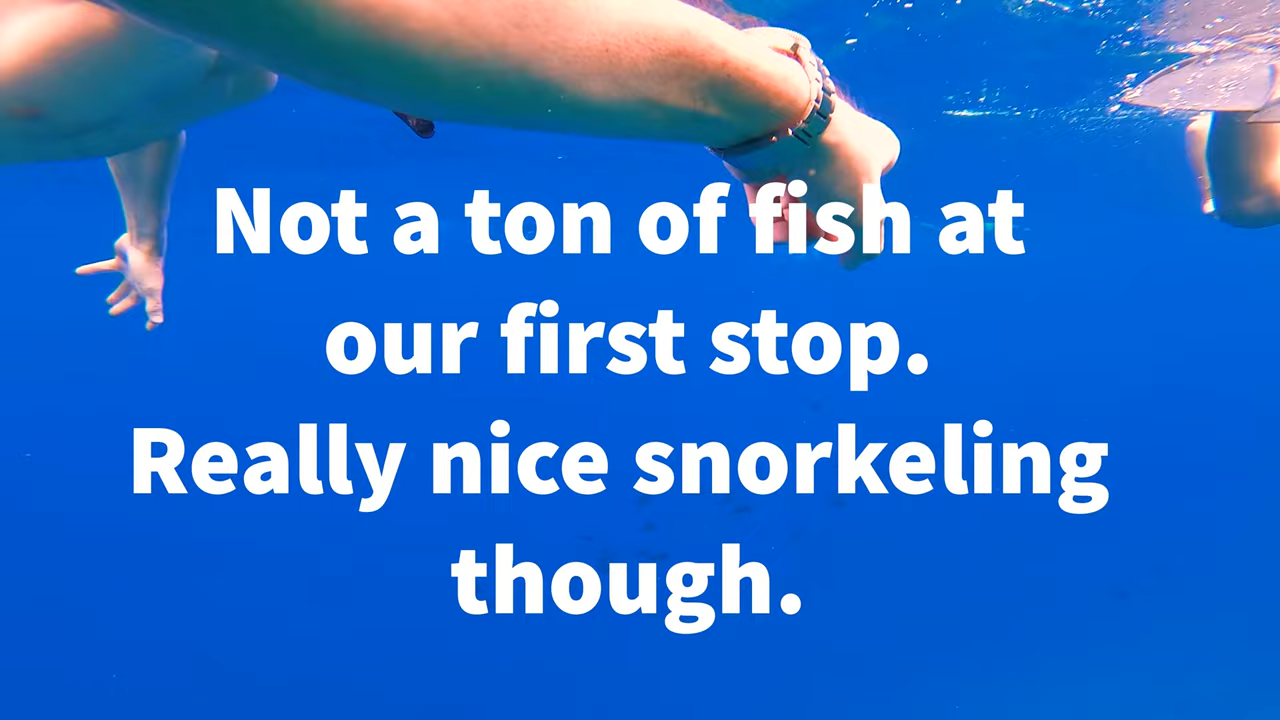 Not a ton of fish at
our first stop.
Really nice snorkeling
though.